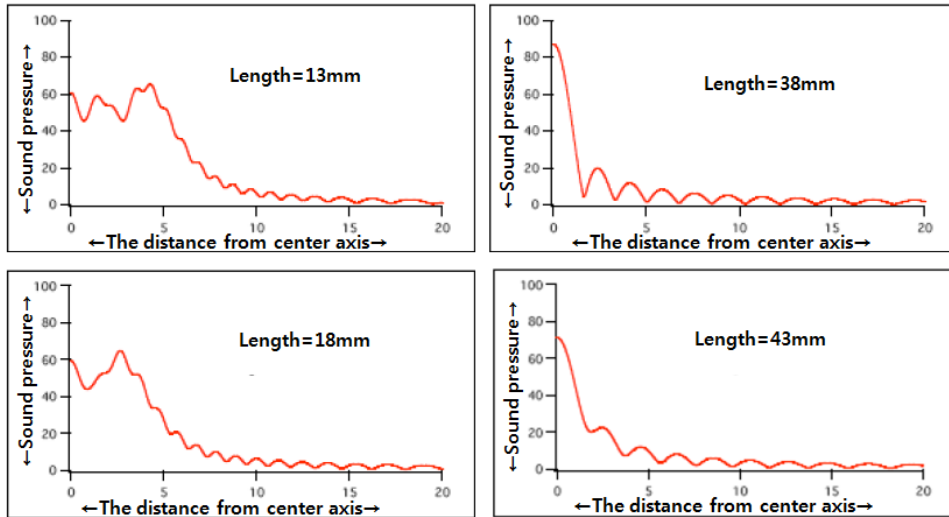 100
80
60
40
20
0
←Sound pressure→
Length=13mm
0 5 10 15 20
←The distance from center axis→
100
80
60
40
20
0
←Sound pressure→
Length=38mm
0 5 10 15 20
←The distance from center axis→
100
80
60
40
20
0
←Sound pressure→
Length=18mm
0 5 10 15 20
←The distance from center axis→
100
80
60
40
20
0
←Sound pressure→
Length=43mm
0 5 10 15 20
←The distance from center axis→